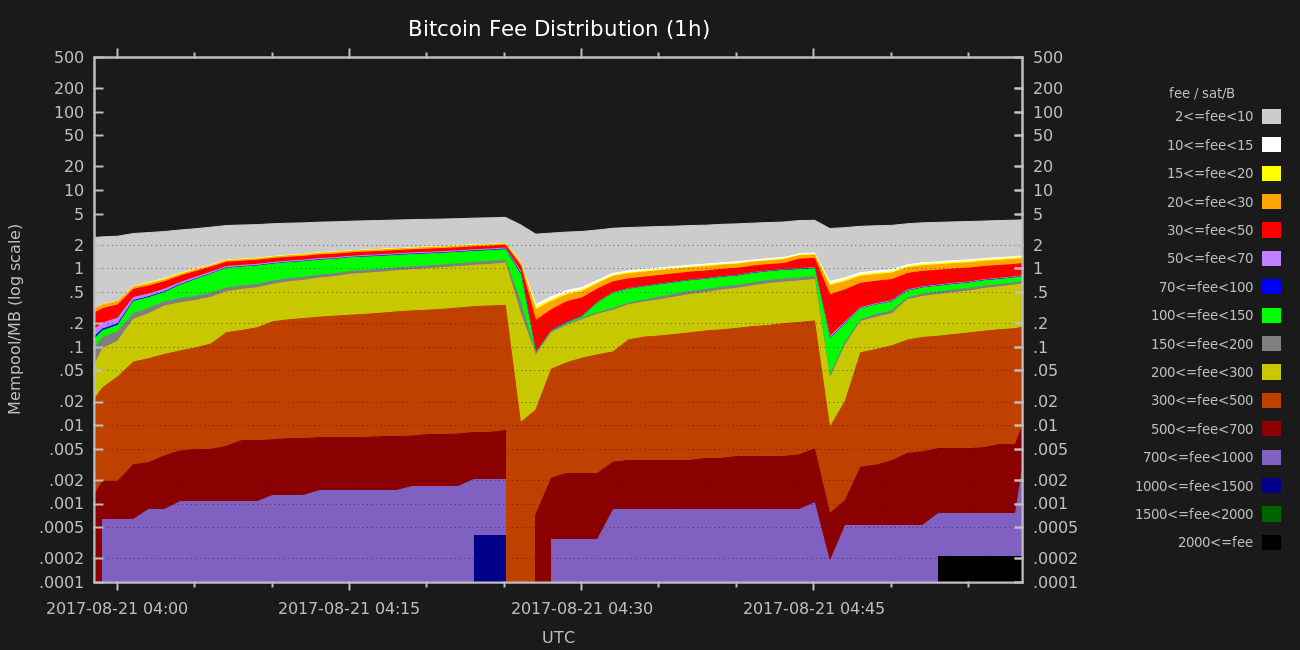 Bitcoin Fee Distribution (1h)
500 500
200 200
100 100
50 50
20 20
10 10
5 5
2 2
1 1
.5 .5
.2 .2
.1 .1
.05 .05
.02 .02
.01 .01
.005 .005
.002 .002
.001 .001
.0005 .0005
.0002 .0002
.0001 .0001
Mempool/MB (log scale)
2017-08-21 04:00 2017-08-21 04:15 2017-08-21 04:30 2017-08-21 04:45
UTC
fee / sat/B
2<=fee<10
10<=fee<15
15<=fee<20
20<=fee<30
30<=fee<50
50<=fee<70
70<=fee<100
100<=fee<150
150<=fee<200
200<=fee<300
300<=fee<500
500<=fee<700
700<=fee<1000
1000<=fee<1500
1500<=fee<2000
2000<=fee